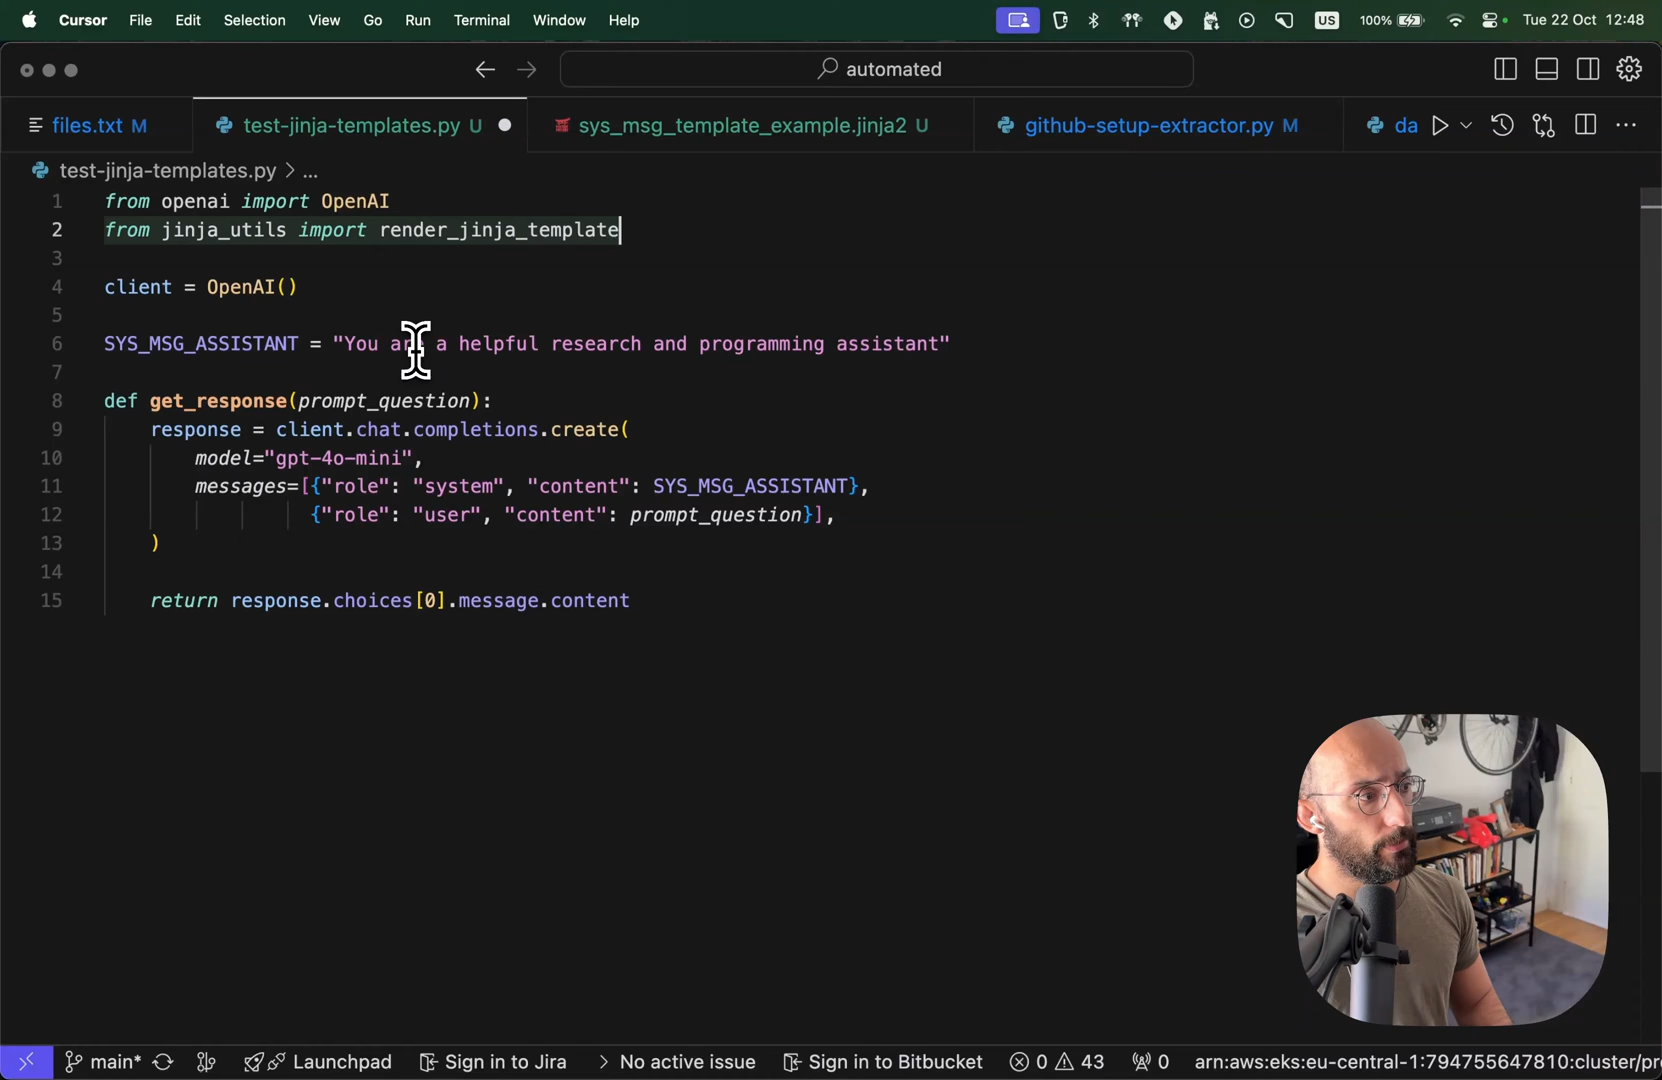 Cursor File Edit Selection View Go Run Terminal Window Help US 100% Tue 22 Oct 12:48
automated
files.txt M test-jinja-templates.py U sys_msg_template_example.jinja2 U github-setup-extractor.py M da
test-jinja-templates.py > ...
1 from openai import OpenAI
2 from jinja_utils import render_jinja_template
3
4 client = OpenAI()
5
6 SYS_MSG_ASSISTANT = "You are a helpful research and programming assistant"
7
8 def get_response(prompt_question):
9 response = client.chat.completions.create(
10 model="gpt-4o-mini",
11 messages=[{"role": "system", "content": SYS_MSG_ASSISTANT},
12 {"role": "user", "content": prompt_question}],
13 )
14
15 return response.choices[0].message.content
main* Launchpad Sign in to Jira > No active issue Sign in to Bitbucket 0 43 0 arn:aws:eks:eu-central-1:794755647810:cluster/pr